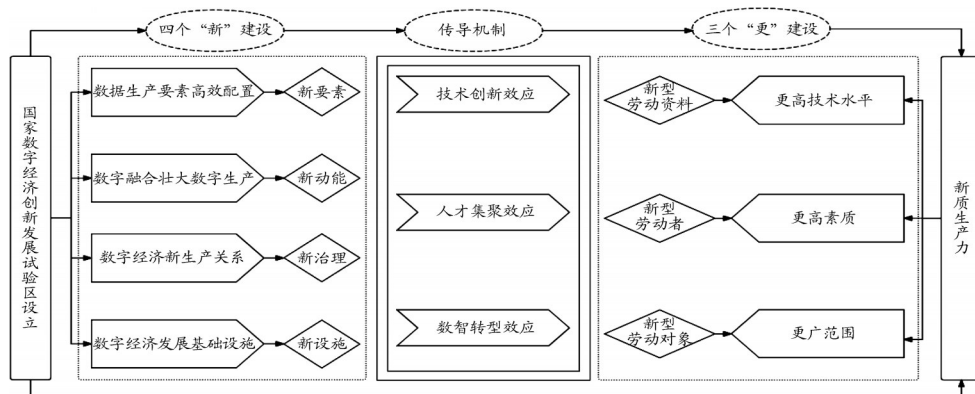 四个“新”建设
传导机制
三个“更”建设
国家数字经济创新发展试验区设立
数据生产要素高效配置
新要素
数字融合壮大数字生产
新动能
数字经济新生产关系
新治理
数字经济发展基础设施
新设施
技术创新效应
人才集聚效应
数智转型效应
新型
劳动资料
更高技术水平
新型
劳动者
更高素质
新型
劳动对象
更广范围
新质生产力